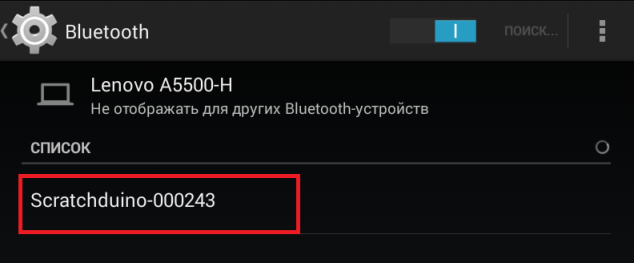 Bluetooth
ПОИСК...
Lenovo A5500-H
Не отображать для других Bluetooth-устройств
СПИСОК
Scratchduino-000243